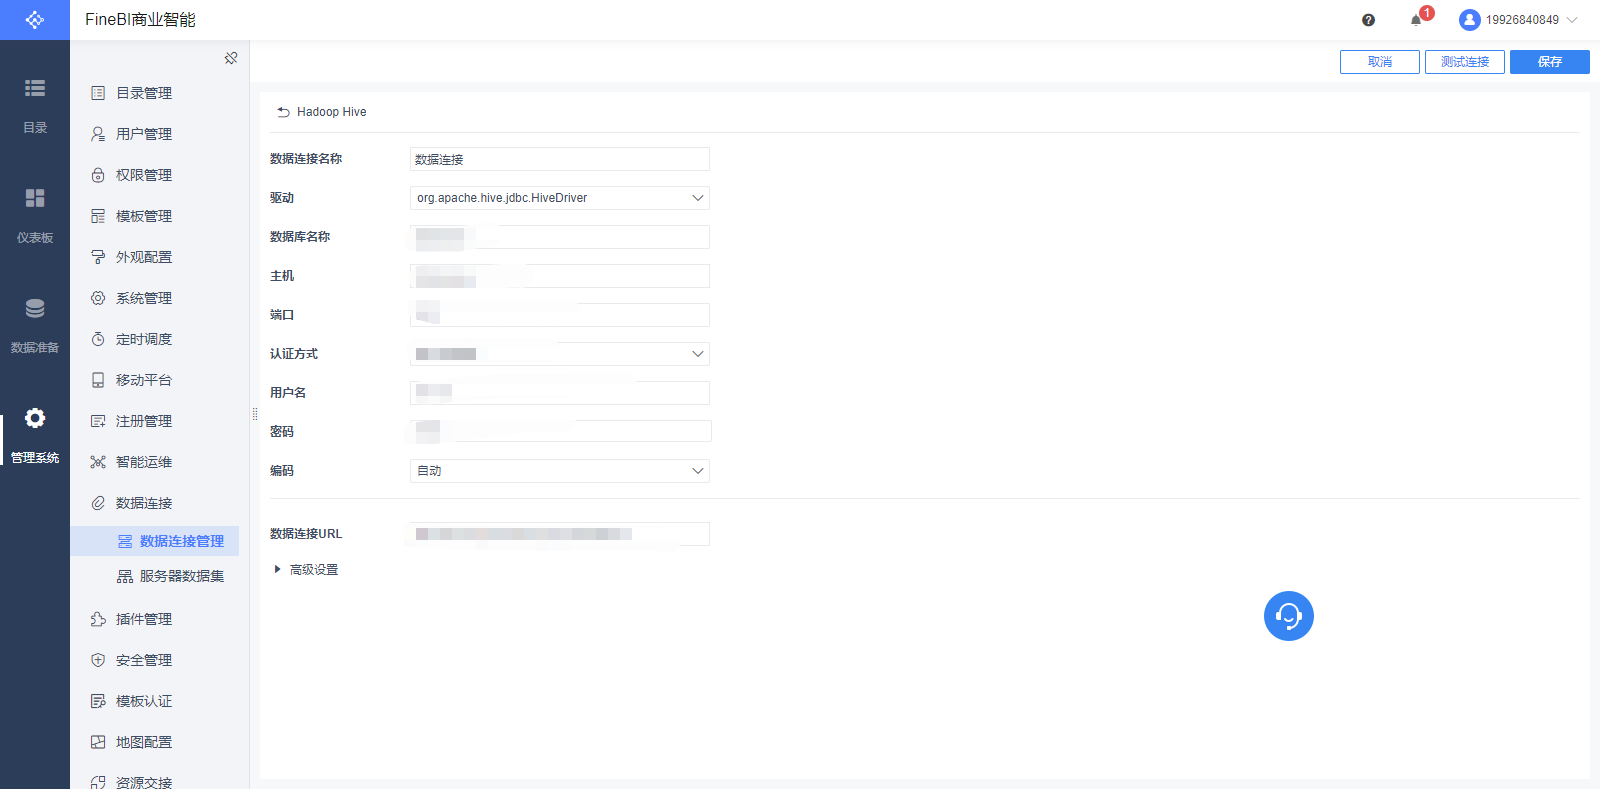 FineBI商业智能
1
19926840849
目录
仪表板
数据准备
管理系统
目录管理
用户管理
权限管理
模板管理
外观配置
系统管理
定时调度
移动平台
注册管理
智能运维
数据连接
数据连接管理
服务器数据集
插件管理
安全管理
模板认证
地图配置
资源交接
取消
测试连接
保存
Hadoop Hive
数据连接名称
数据连接
驱动
org.apache.hive.jdbc.HiveDriver
数据库名称
主机
端口
认证方式
用户名
密码
编码
自动
数据连接URL
高级设置